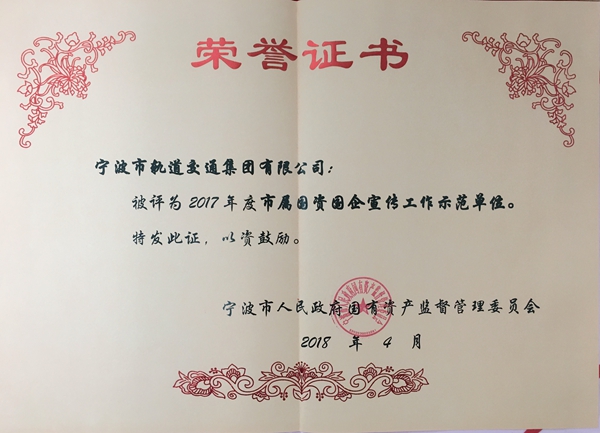 荣誉证书
宁波市轨道交通集团有限公司：
被评为2017年度市属国资国企宣传工作示范单位。
特发此证，以资鼓励。
宁波市人民政府国有资产监督管理委员会
2018 年 4 月